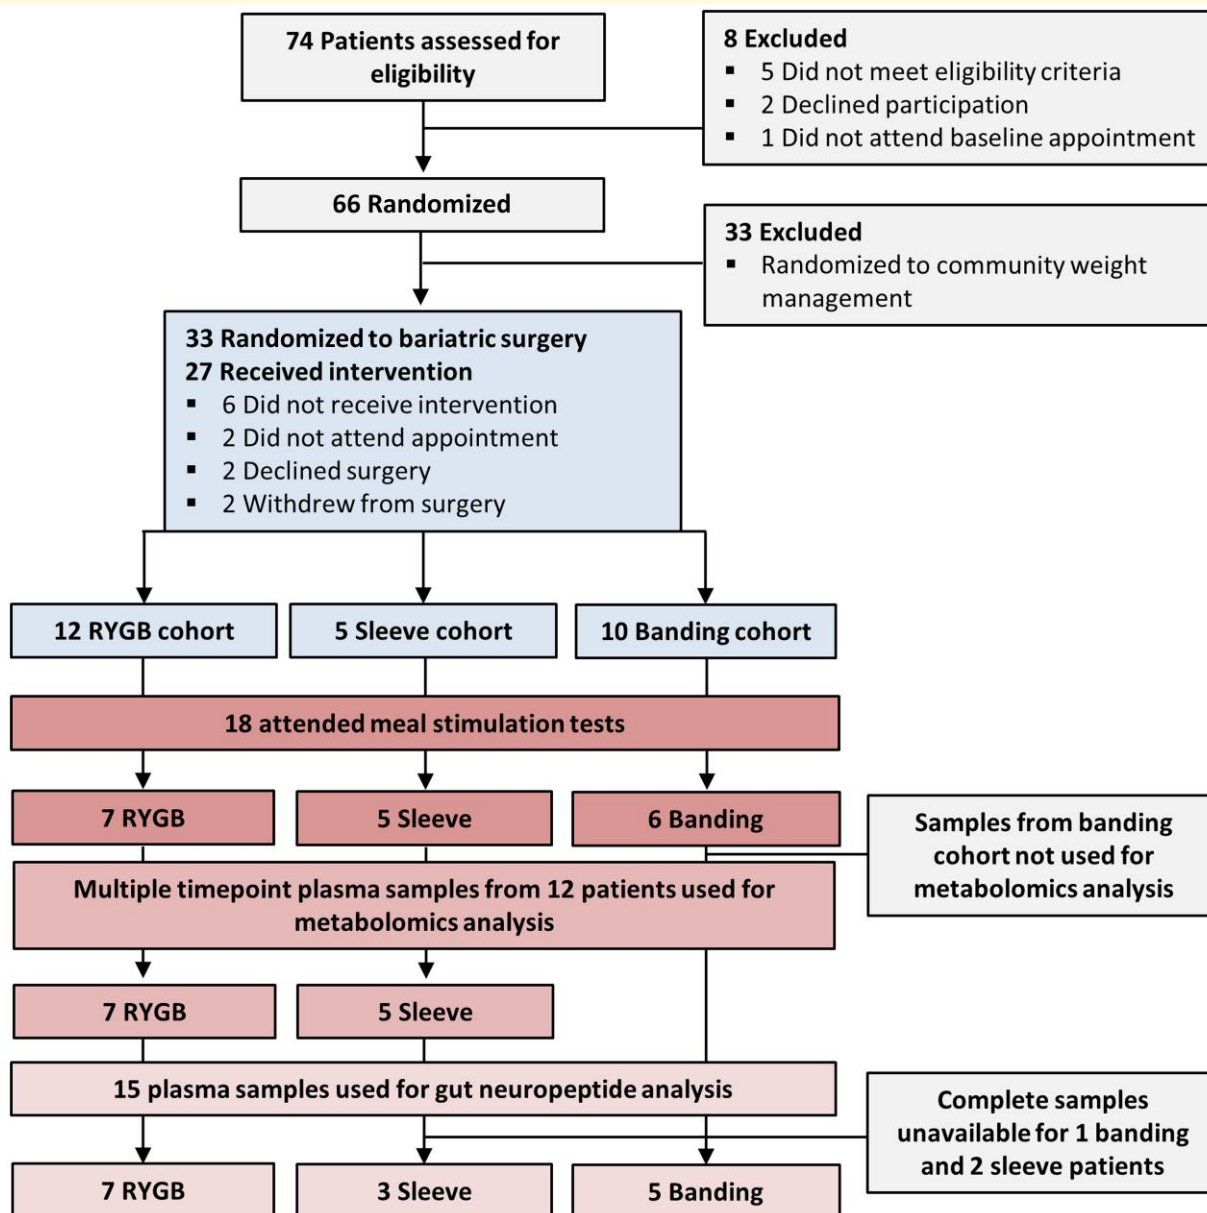 74 Patients assessed for
eligibility
8 Excluded
▪ 5 Did not meet eligibility criteria
▪ 2 Declined participation
▪ 1 Did not attend baseline appointment
66 Randomized
33 Excluded
▪ Randomized to community weight
management
33 Randomized to bariatric surgery
27 Received intervention
▪ 6 Did not receive intervention
▪ 2 Did not attend appointment
▪ 2 Declined surgery
▪ 2 Withdrew from surgery
12 RYGB cohort
5 Sleeve cohort
10 Banding cohort
18 attended meal stimulation tests
7 RYGB
5 Sleeve
6 Banding
Samples from banding
cohort not used for
metabolomics analysis
Multiple timepoint plasma samples from 12 patients used for
metabolomics analysis
7 RYGB
5 Sleeve
15 plasma samples used for gut neuropeptide analysis
Complete samples
unavailable for 1 banding
and 2 sleeve patients
7 RYGB
3 Sleeve
5 Banding